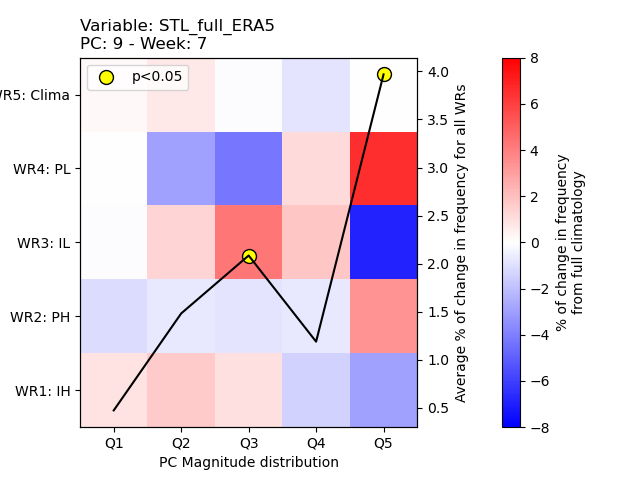 Variable: STL_full_ERA5
PC: 9 - Week: 7
p<0.05
WR5: Clima
WR4: PL
WR3: IL
WR2: PH
WR1: IH
Q1 Q2 Q3 Q4 Q5
PC Magnitude distribution
4.0
3.5
3.0
2.5
2.0
1.5
1.0
0.5
Average % of change in frequency for all WRs
8
6
4
2
0
−2
−4
−6
−8
% of change in frequency
from full climatology